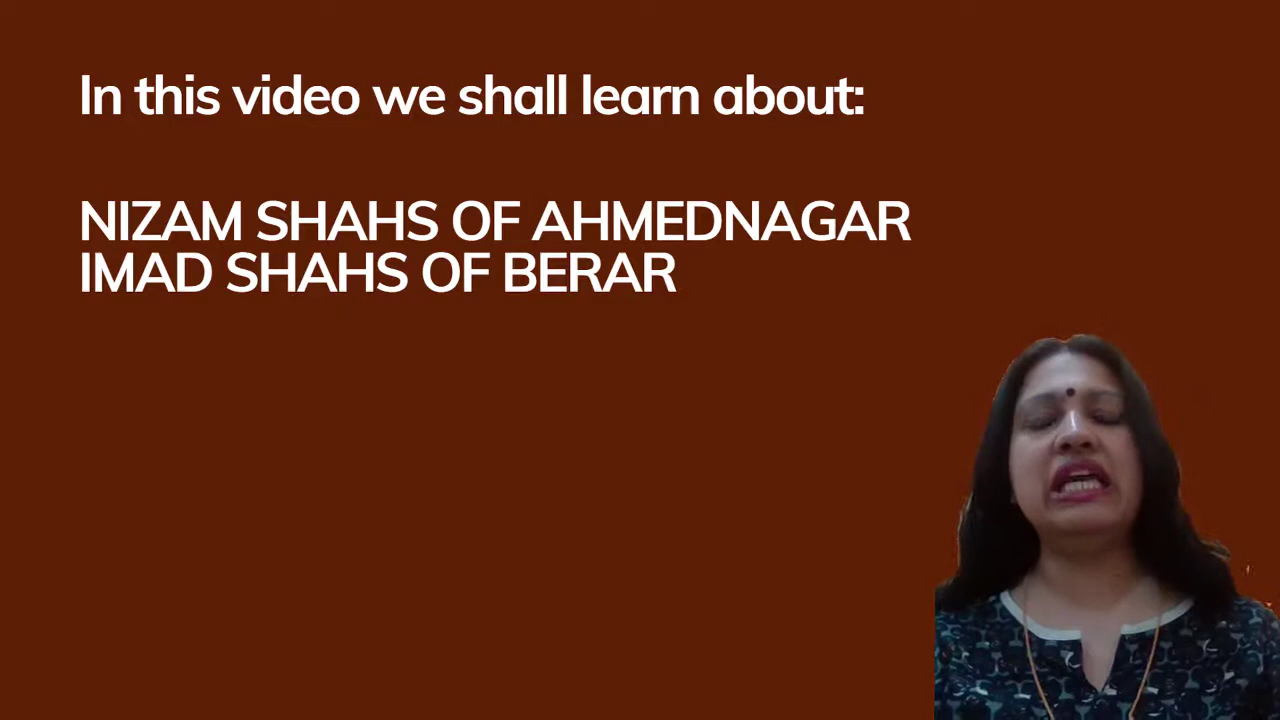 In this video we shall learn about:
NIZAM SHAHS OF AHMEDNAGAR
IMAD SHAHS OF BERAR